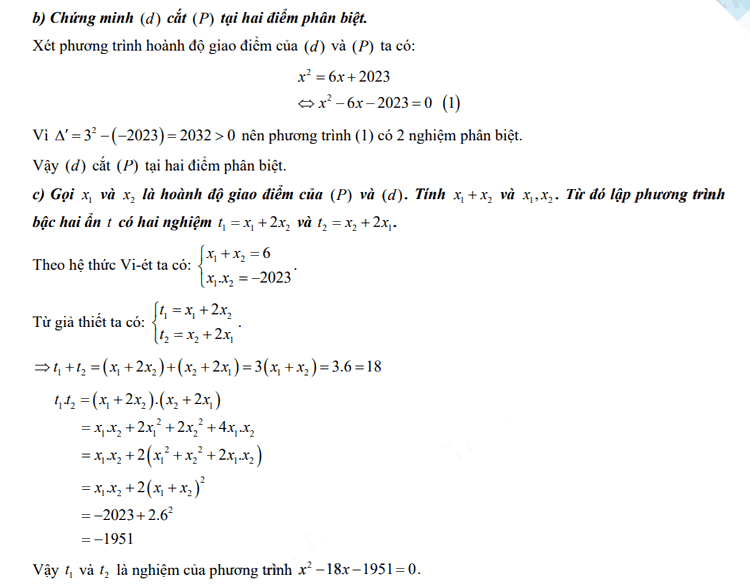 b) Chứng minh (d) cắt (P) tại hai điểm phân biệt.
Xét phương trình hoành độ giao điểm của (d) và (P) ta có:
x² = 6x + 2023
⇔ x² − 6x − 2023 = 0 (1)
Vì Δ' = 3² − (−2023) = 2032 > 0 nên phương trình (1) có 2 nghiệm phân biệt.
Vậy (d) cắt (P) tại hai điểm phân biệt.
c) Gọi x₁ và x₂ là hoành độ giao điểm của (P) và (d). Tính x₁ + x₂ và x₁,x₂. Từ đó lập phương trình
bậc hai ẩn t có hai nghiệm t₁ = x₁ + 2x₂ và t₂ = x₂ + 2x₁.
Theo hệ thức Vi-ét ta có: { x₁ + x₂ = 6
x₁.x₂ = −2023 .
Từ giả thiết ta có: { t₁ = x₁ + 2x₂
t₂ = x₂ + 2x₁ .
⇒ t₁ + t₂ = (x₁ + 2x₂) + (x₂ + 2x₁) = 3(x₁ + x₂) = 3.6 = 18
t₁.t₂ = (x₁ + 2x₂).(x₂ + 2x₁)
= x₁.x₂ + 2x₁² + 2x₂² + 4x₁.x₂
= x₁.x₂ + 2(x₁² + x₂² + 2x₁.x₂)
= x₁.x₂ + 2(x₁ + x₂)²
= −2023 + 2.6²
= −1951
Vậy t₁ và t₂ là nghiệm của phương trình x² − 18x − 1951 = 0.